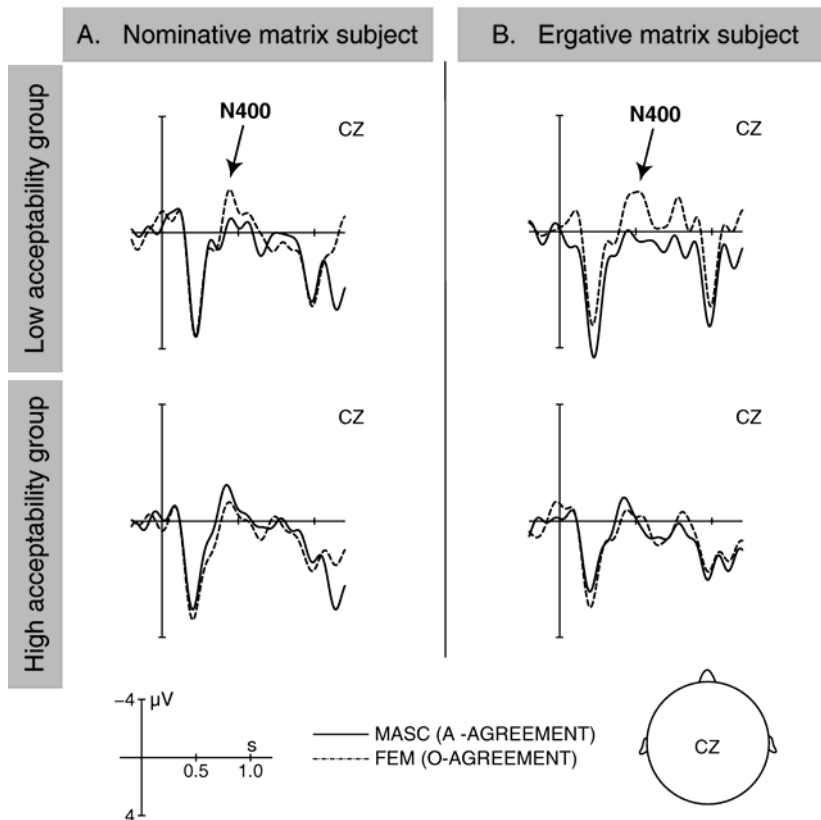 A. Nominative matrix subject
B. Ergative matrix subject
Low acceptability group
N400
CZ
N400
CZ
High acceptability group
CZ
CZ
−4
µV
s
0.5
1.0
4
MASC (A -AGREEMENT)
FEM (O-AGREEMENT)
CZ